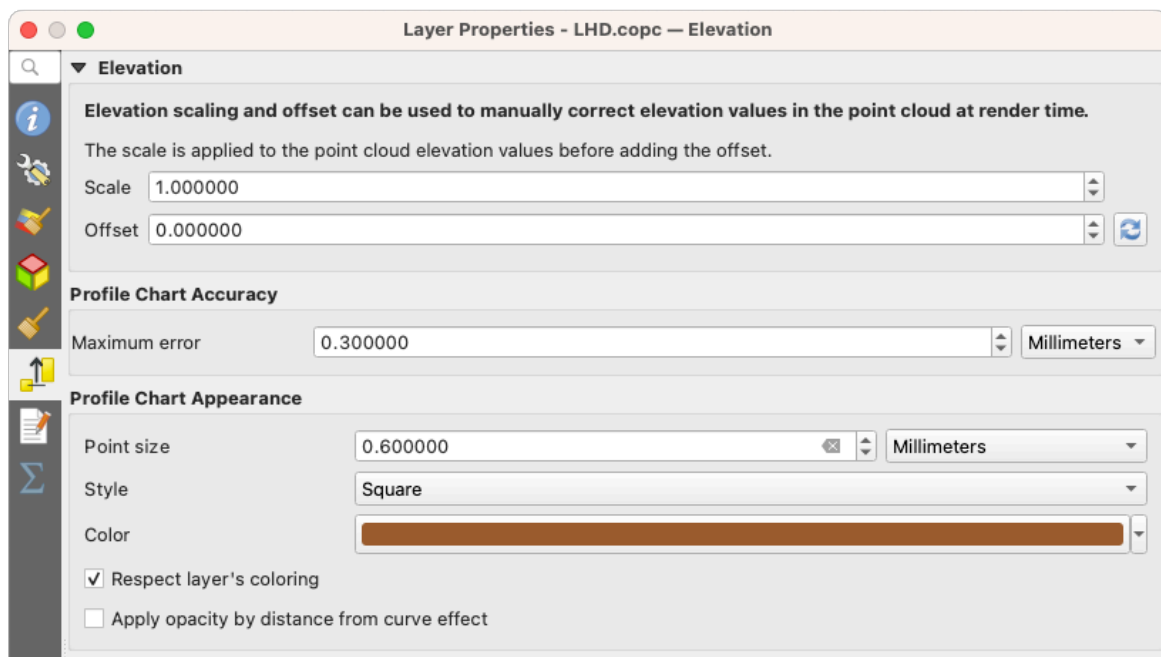 Layer Properties - LHD.copc — Elevation
Elevation
Elevation scaling and offset can be used to manually correct elevation values in the point cloud at render time.
The scale is applied to the point cloud elevation values before adding the offset.
Scale 1.000000
Offset 0.000000
Profile Chart Accuracy
Maximum error 0.300000 Millimeters
Profile Chart Appearance
Point size 0.600000 Millimeters
Style Square
Color
Respect layer's coloring
Apply opacity by distance from curve effect